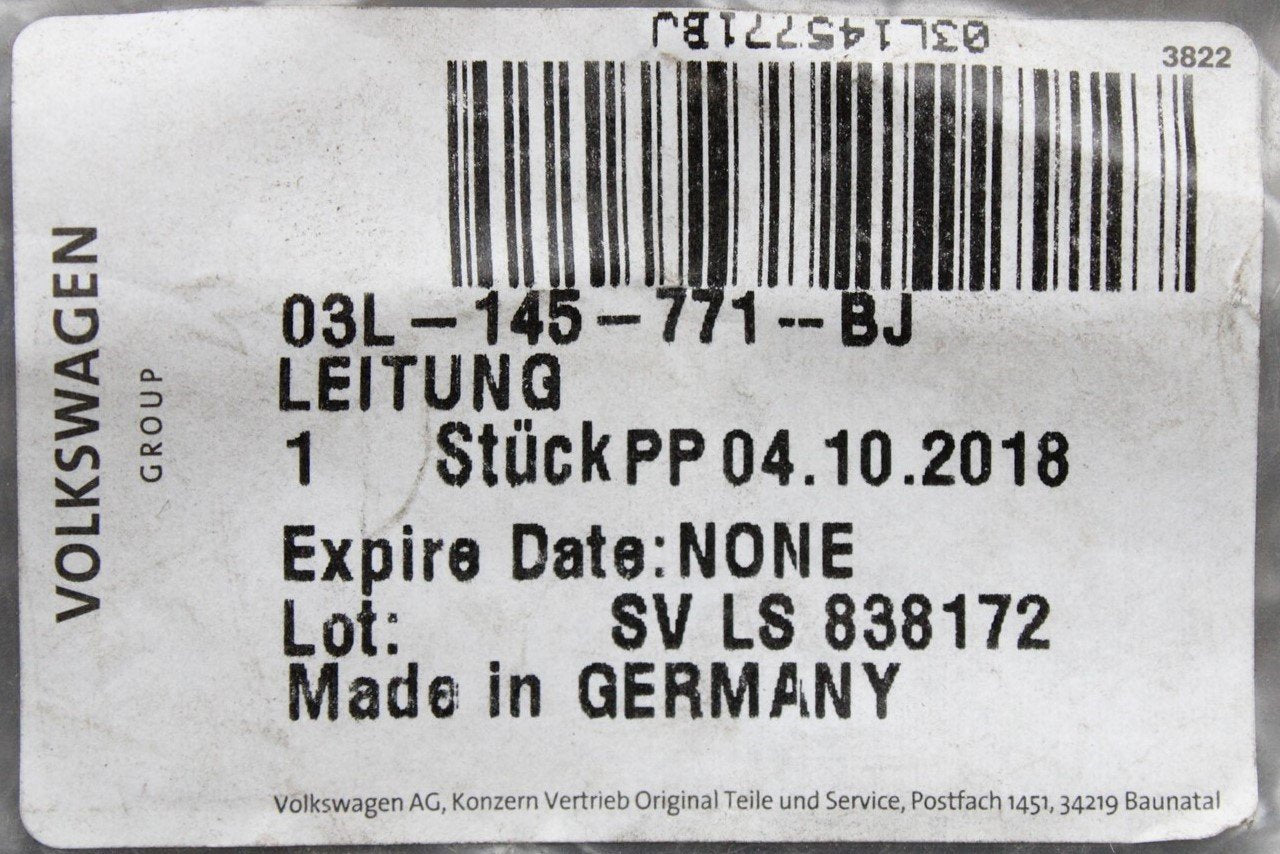 03L145771BJ
3822
03L-145-771--BJ
LEITUNG
1 Stück PP 04.10.2018
Expire Date:NONE
Lot: SV LS 838172
Made in GERMANY
VOLKSWAGEN
GROUP
Volkswagen AG, Konzern Vertrieb Original Teile und Service, Postfach 1451, 34219 Baunatal